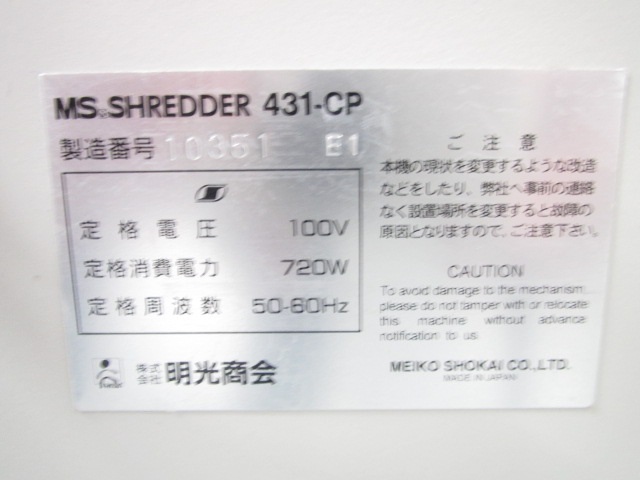 MS SHREDDER 431-CP
製造番号 10351 E1
定格電圧 100V
定格消費電力 720W
定格周波数 50-60Hz
株式会社 明光商会
ご注意
本機の現状を変更するような改造
などをしたり、弊社へ事前の連絡
なく設置場所を変更すると故障の
原因となりますので、ご注意下さい。
CAUTION
To avoid damage to the mechanism,
please do not tamper with or relocate
this machine without advance
notification to us.
MEIKO SHOKAI CO.,LTD.
MADE IN JAPAN